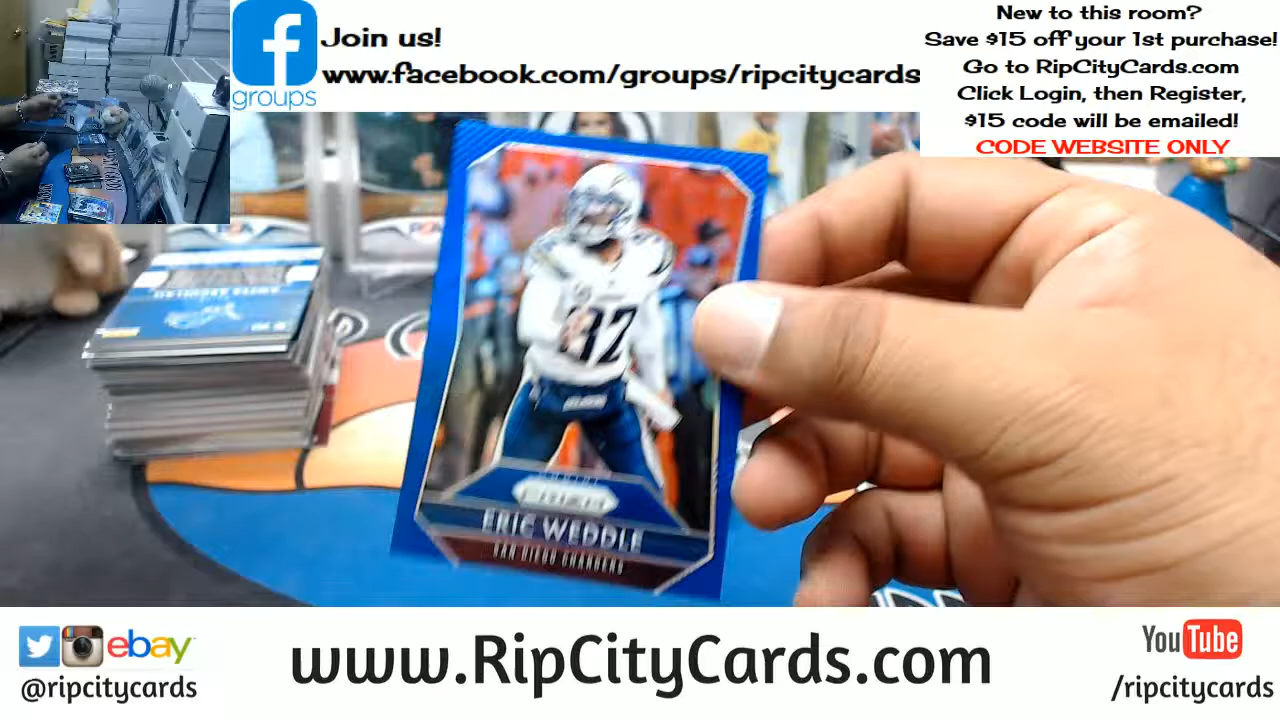 f
groups
Join us!
www.facebook.com/groups/ripcitycards
New to this room?
Save $15 off your 1st purchase!
Go to RipCityCards.com
Click Login, then Register,
$15 code will be emailed!
CODE WEBSITE ONLY
32
PANINI
PRIZM
ERIC WEDDLE
SAN DIEGO CHARGERS
ebay
@ripcitycards
www.RipCityCards.com
YouTube
/ripcitycards